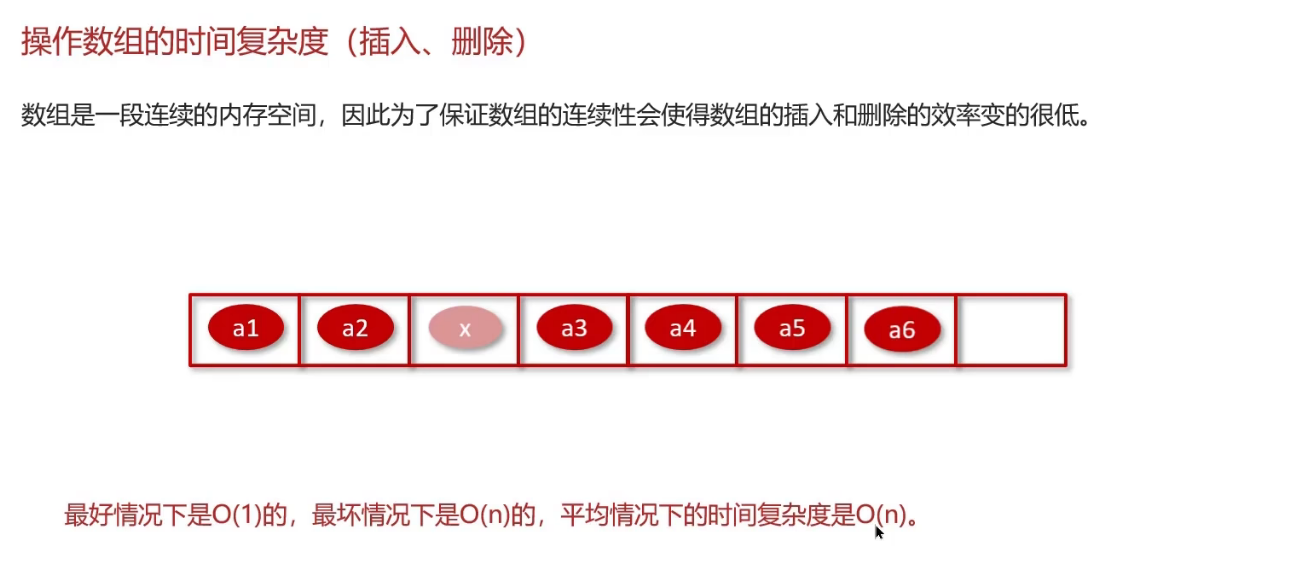 操作数组的时间复杂度（插入、删除）
数组是一段连续的内存空间，因此为了保证数组的连续性会使得数组的插入和删除的效率变的很低。
a1 a2 x a3 a4 a5 a6
最好情况下是O(1)的，最坏情况下是O(n)的，平均情况下的时间复杂度是O(n)。